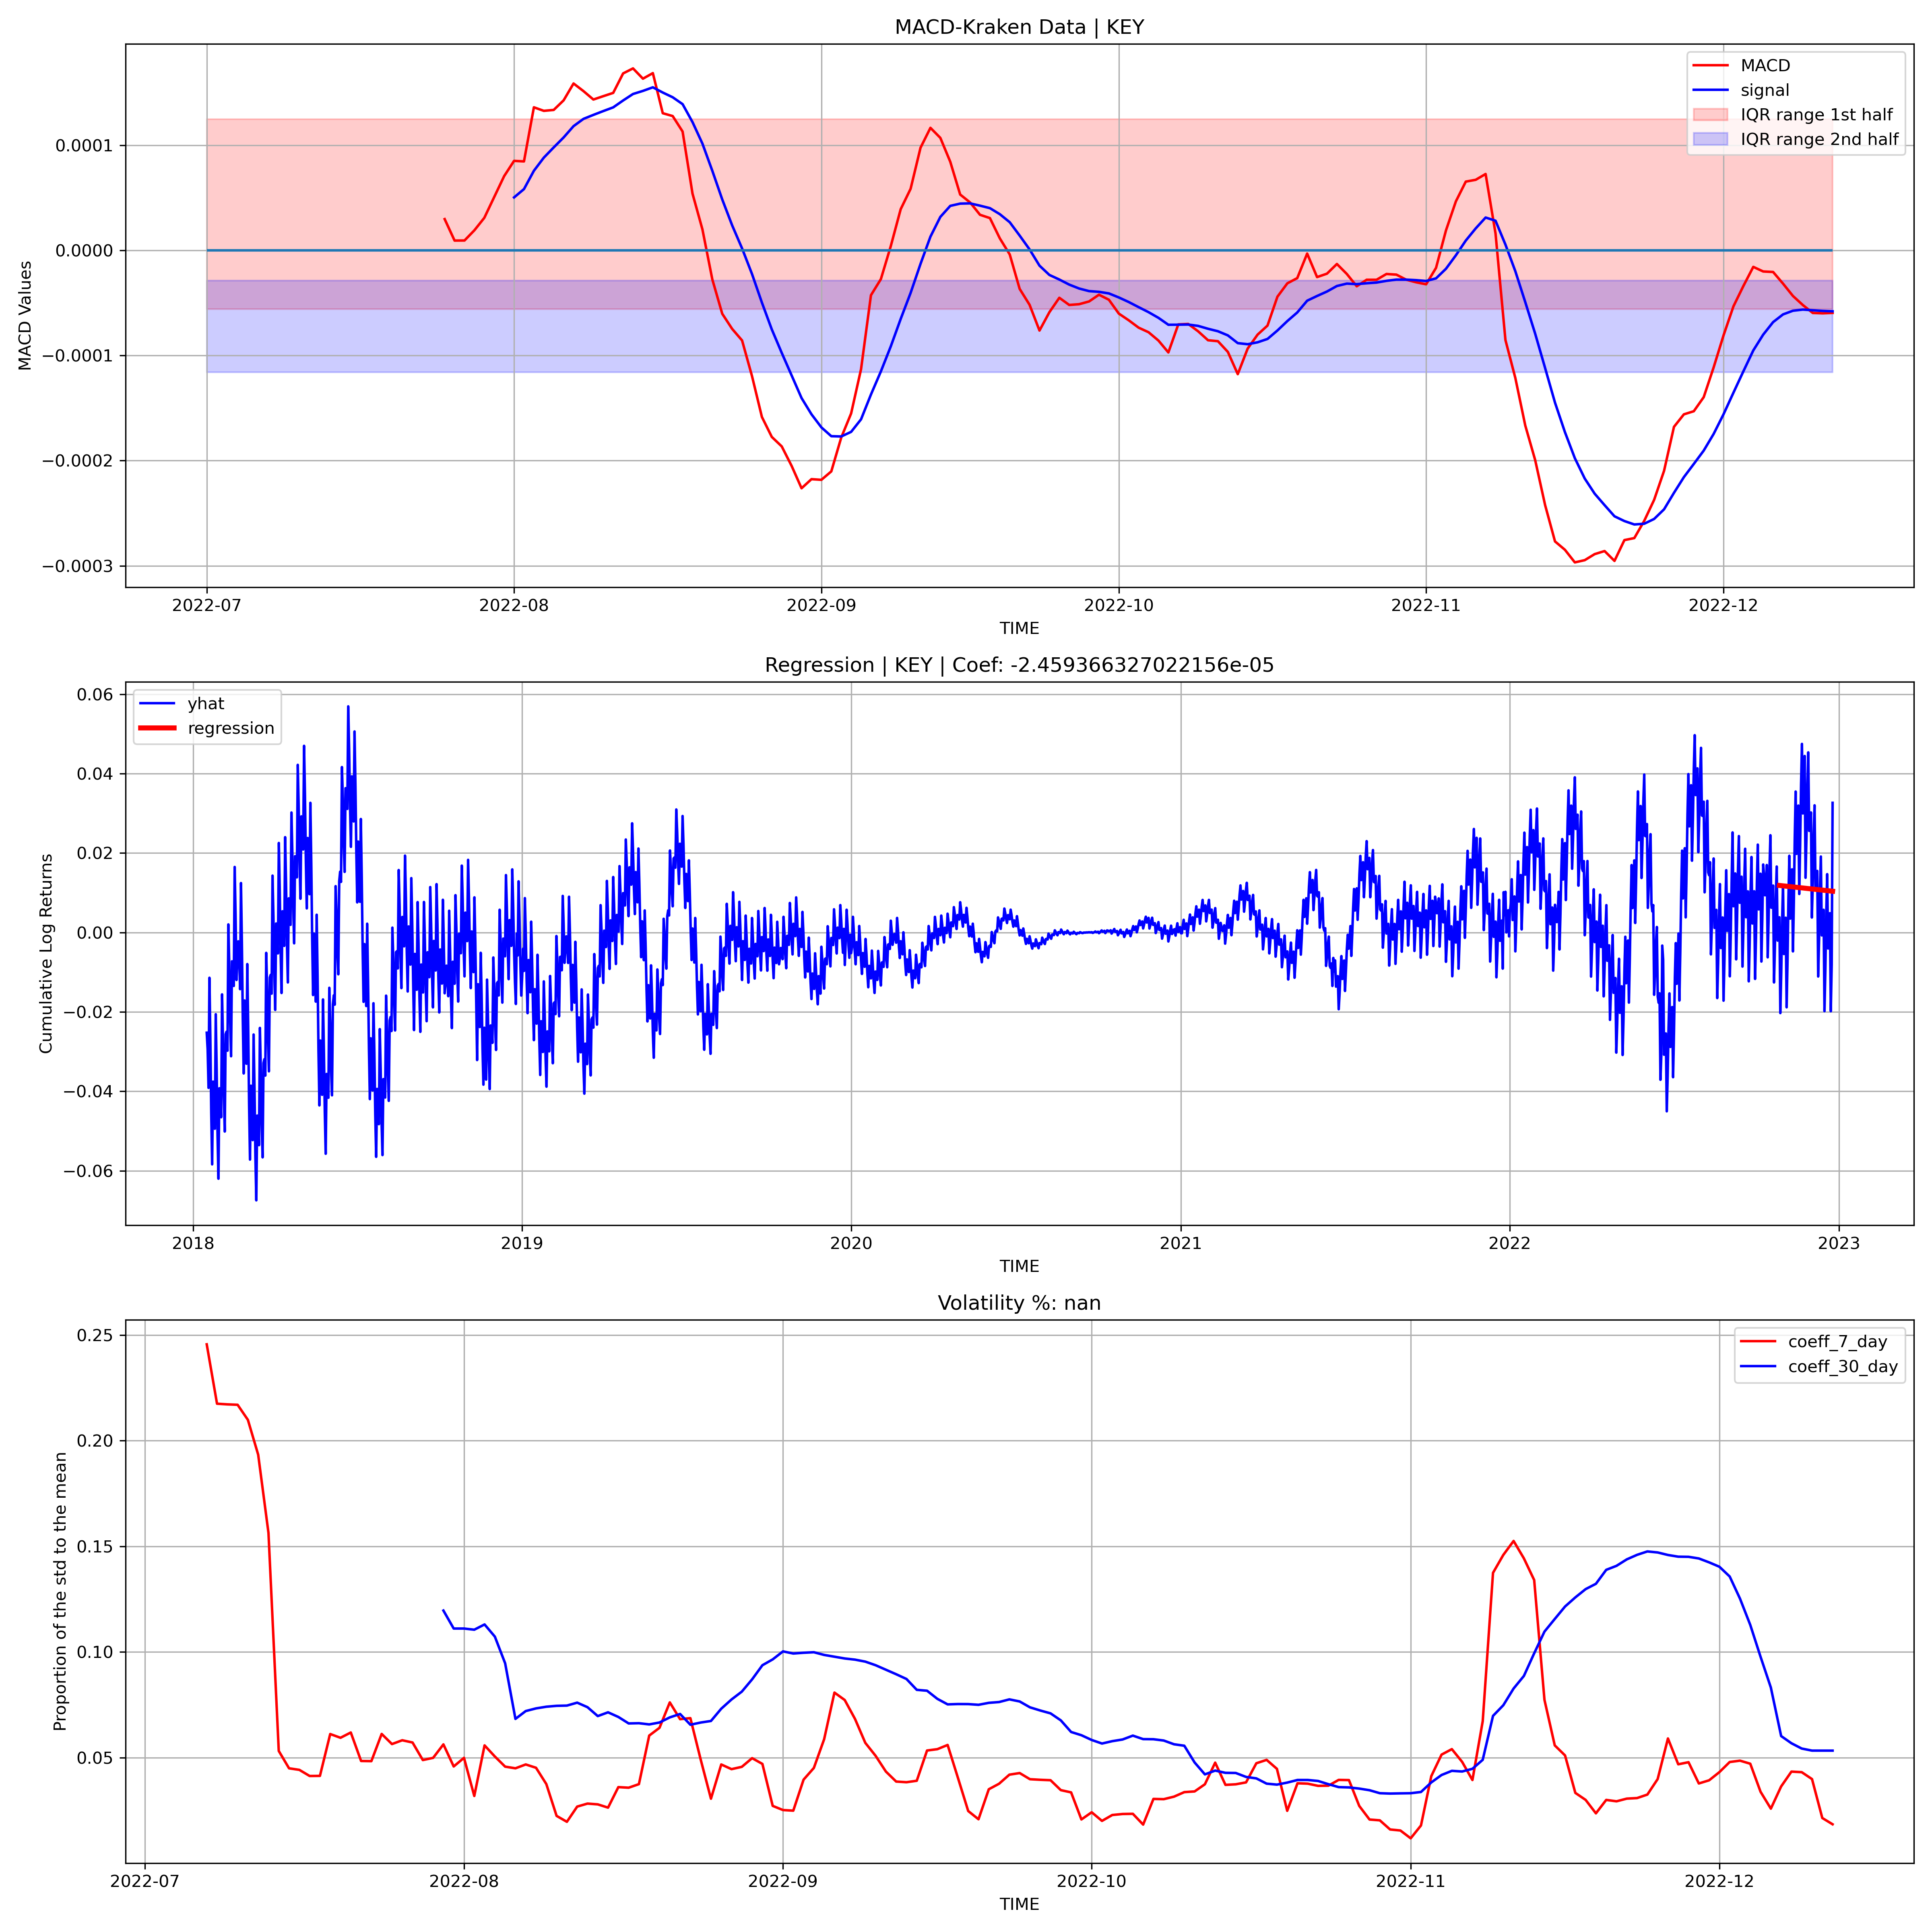 MACD-Kraken Data | KEY
MACD
signal
IQR range 1st half
IQR range 2nd half
MACD Values
0.0001
0.0000
−0.0001
−0.0002
−0.0003
2022-07
2022-08
2022-09
2022-10
2022-11
2022-12
TIME
Regression | KEY | Coef: -2.459366327022156e-05
yhat
regression
Cumulative Log Returns
0.06
0.04
0.02
0.00
−0.02
−0.04
−0.06
2018
2019
2020
2021
2022
2023
TIME
Volatility %: nan
coeff_7_day
coeff_30_day
Proportion of the std to the mean
0.25
0.20
0.15
0.10
0.05
2022-07
2022-08
2022-09
2022-10
2022-11
2022-12
TIME